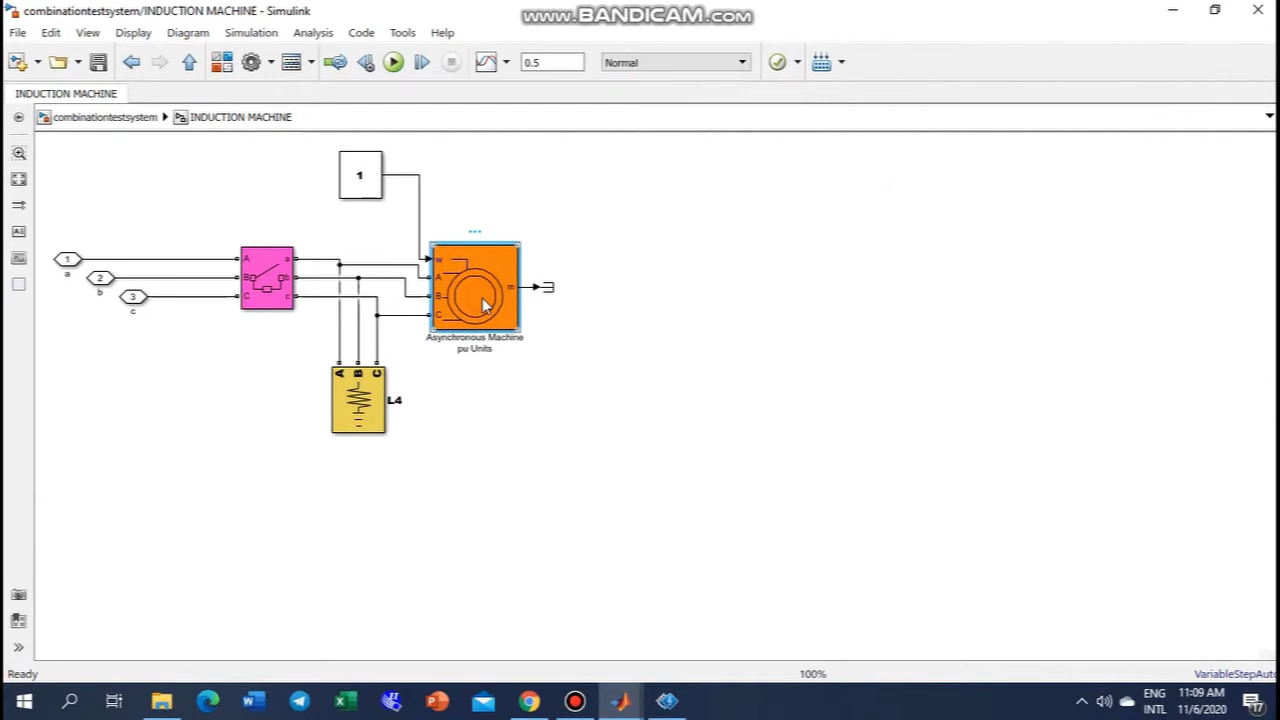 combinationtestsystem/INDUCTION MACHINE - Simulink
www.BANDICAM.com
File Edit View Display Diagram Simulation Analysis Code Tools Help
0.5 Normal
INDUCTION MACHINE
combinationtestsystem INDUCTION MACHINE
1
1
a
2
b
3
c
A
B
C
a
b
c
w
A
B
C
m
Asynchronous Machine
pu Units
A B C
L4
Ready 100% VariableStepAuto
ENG
INTL
11:09 AM
11/6/2020
17